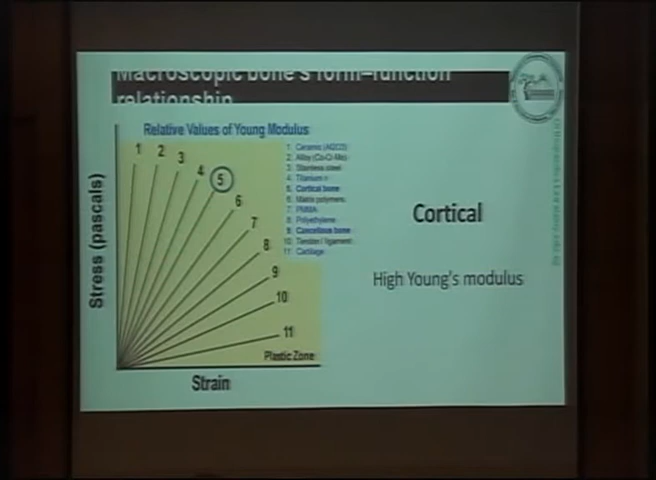 Macroscopic bone's form–function
relationship
Relative Values of Young Modulus
1 Ceramic (Al2O3)
2 Alloy (Co-Cr-Mo)
3 Stainless steel
4 Titanium
5 Cortical bone
6 Matrix polymers
7 PMMA
8 Polyethylene
9 Cancellous bone
10 Tendon / ligament
11 Cartilage
1
2
3
4
5
6
7
8
9
10
11
Plastic Zone
Stress (pascals)
Strain
Cortical
High Young's modulus